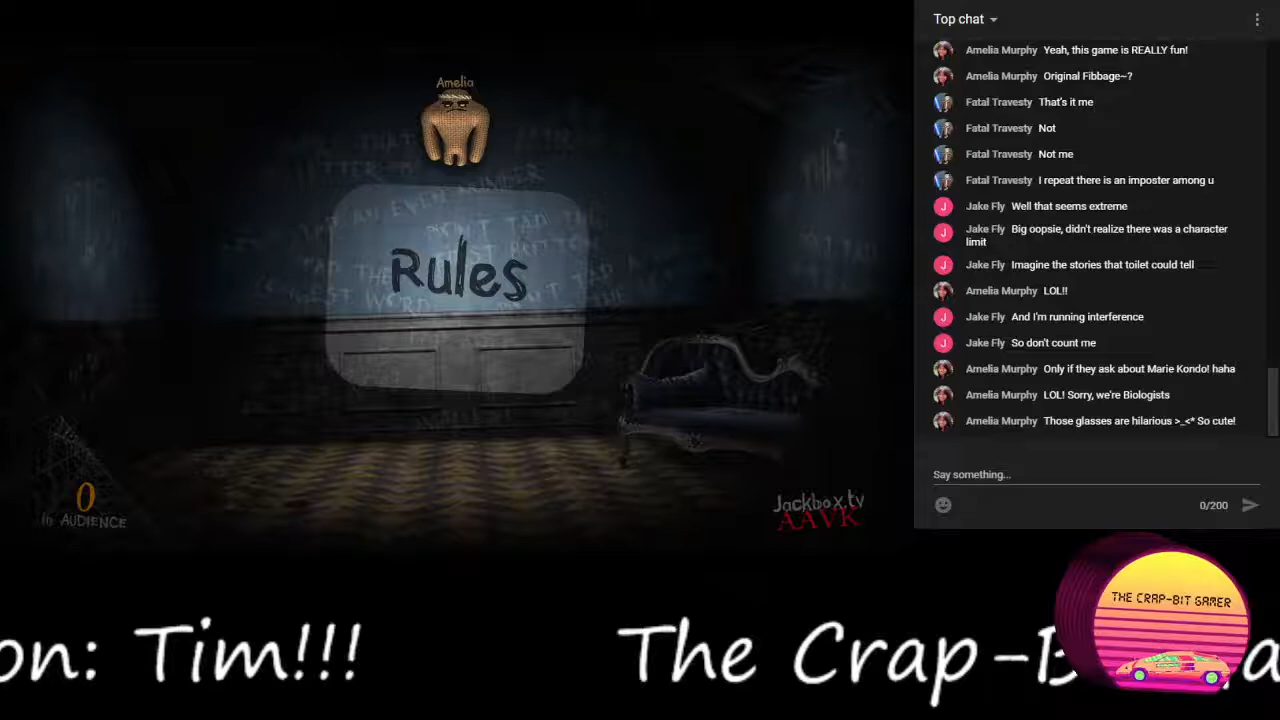 Top chat
Amelia Murphy Yeah, this game is REALLY fun!
Amelia Murphy Original Fibbage~?
Fatal Travesty That's it me
Fatal Travesty Not
Fatal Travesty Not me
Fatal Travesty I repeat there is an imposter among u
Jake Fly Well that seems extreme
Jake Fly Big oopsie, didn't realize there was a character
limit
Jake Fly Imagine the stories that toilet could tell
Amelia Murphy LOL!!
Jake Fly And I'm running interference
Jake Fly So don't count me
Amelia Murphy Only if they ask about Marie Kondo! haha
Amelia Murphy LOL! Sorry, we're Biologists
Amelia Murphy Those glasses are hilarious >_<* So cute!
Say something...
0/200
Amelia
Rules
0
In AUDIENCE
Jackbox.tv
AAVK
THE CRAP-BIT GAMER
on: Tim!!! The Crap-B